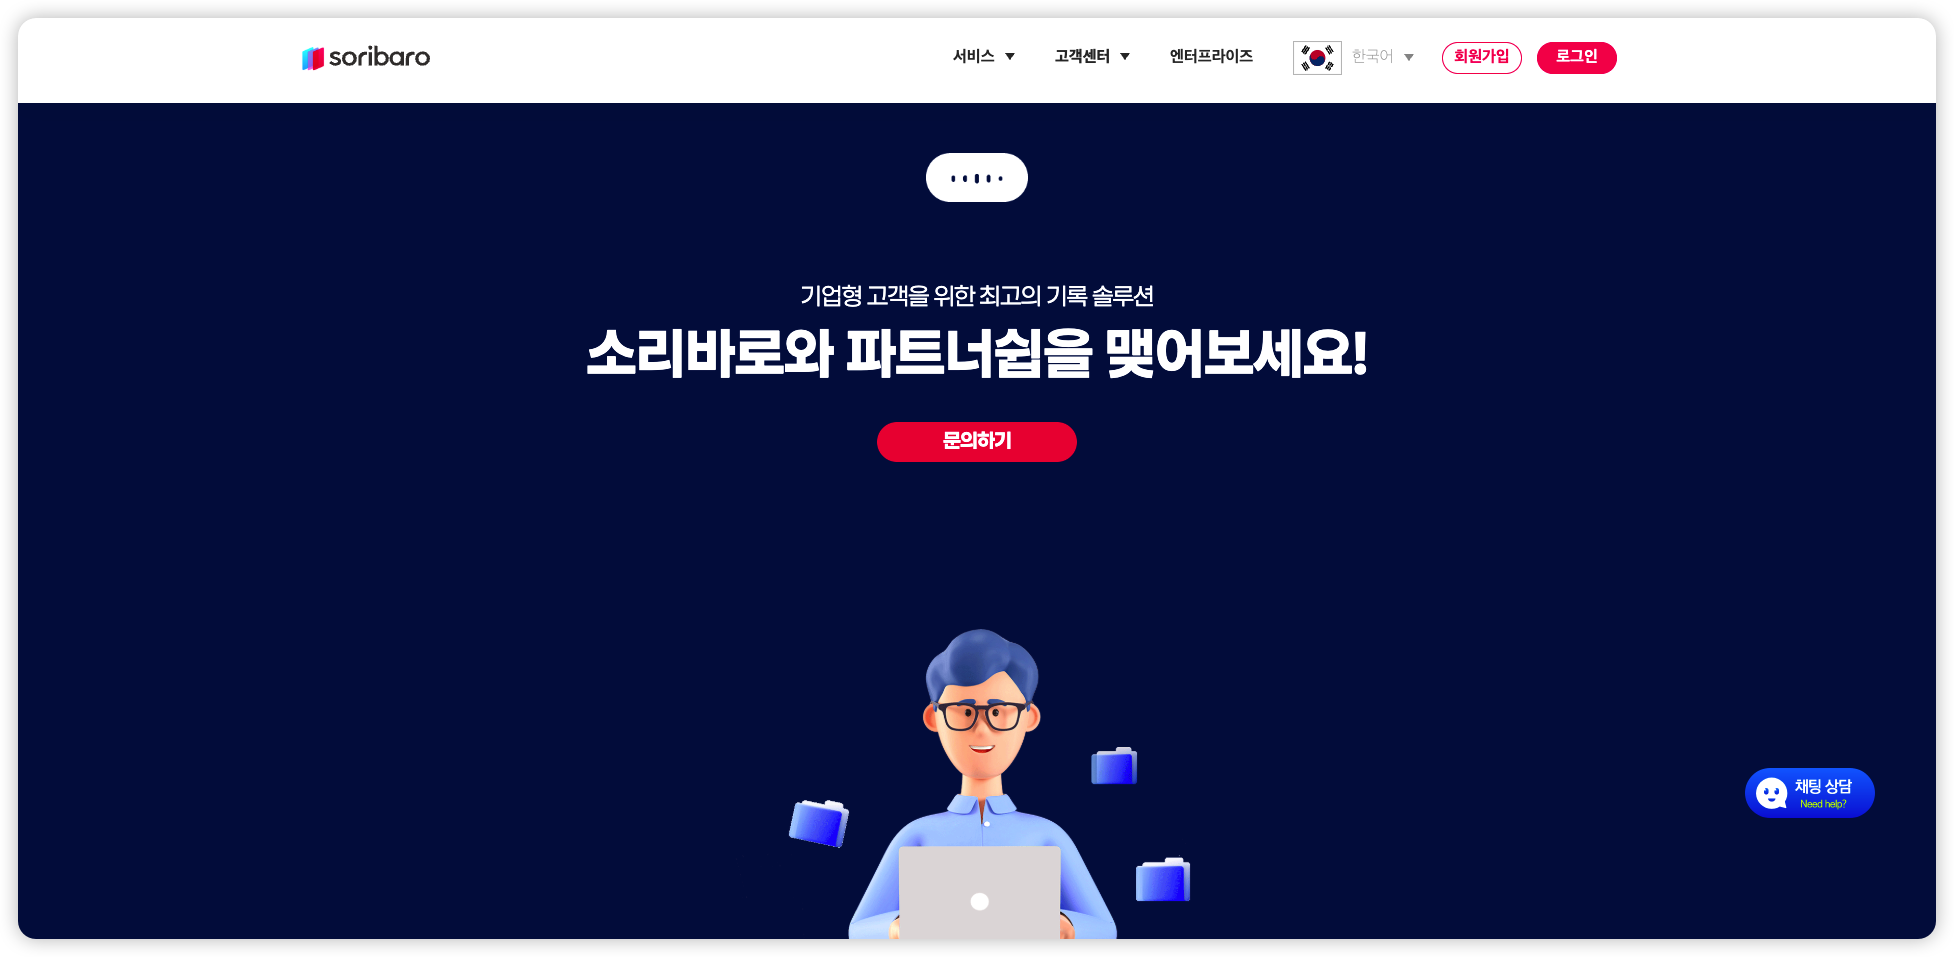 soribaro
서비스
고객센터
엔터프라이즈
한국어
회원가입
로그인
기업형 고객을 위한 최고의 기록 솔루션
소리바로와 파트너쉽을 맺어보세요!
문의하기
채팅 상담
Need help?